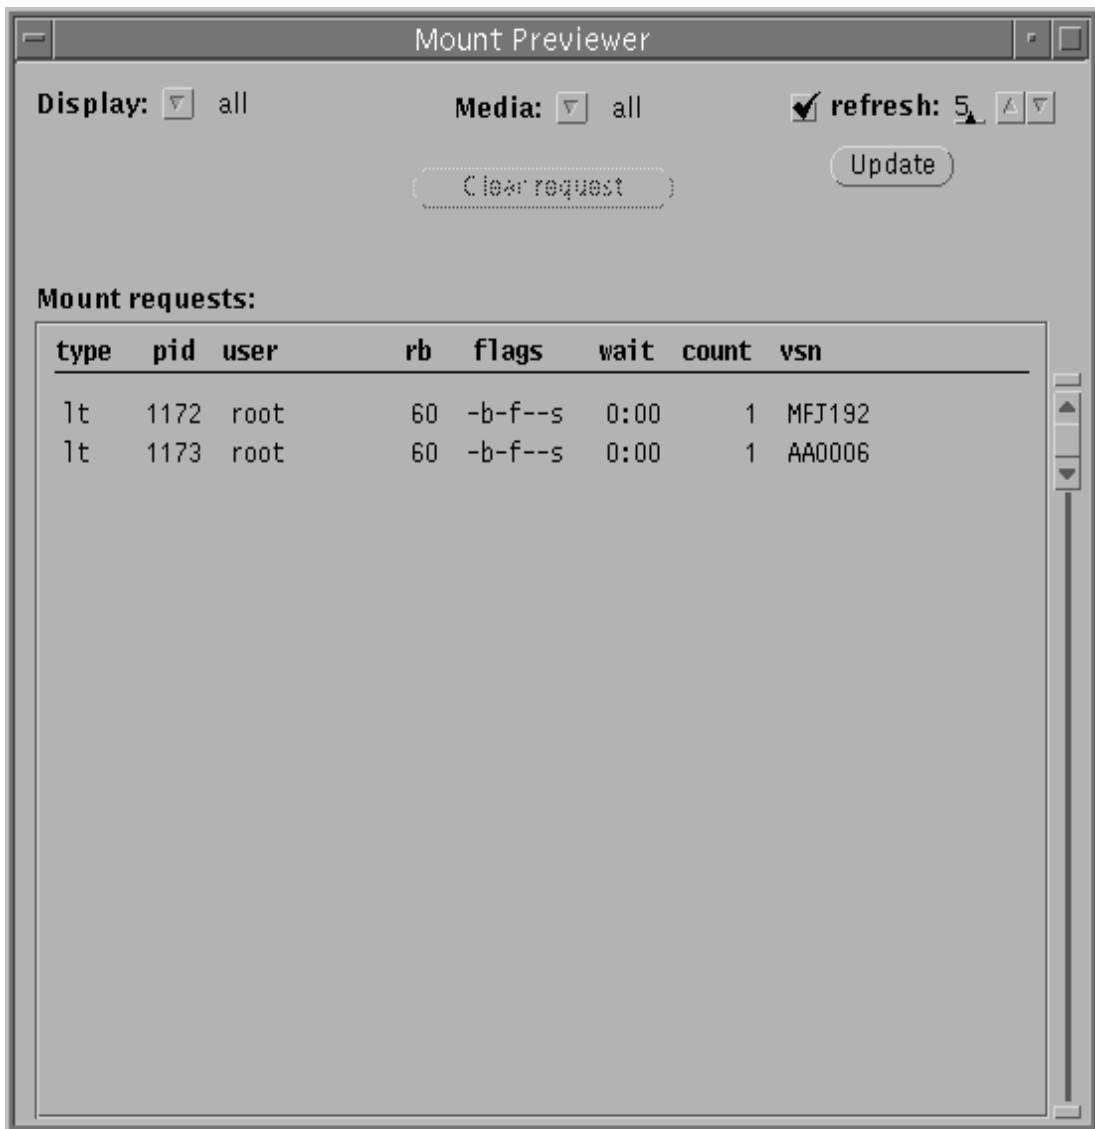 Mount Previewer
Display: all Media: all refresh: 5
Clear request Update
Mount requests:
type pid user rb flags wait count vsn
lt 1172 root 60 -b-f--s 0:00 1 MFJ192
lt 1173 root 60 -b-f--s 0:00 1 AA0006